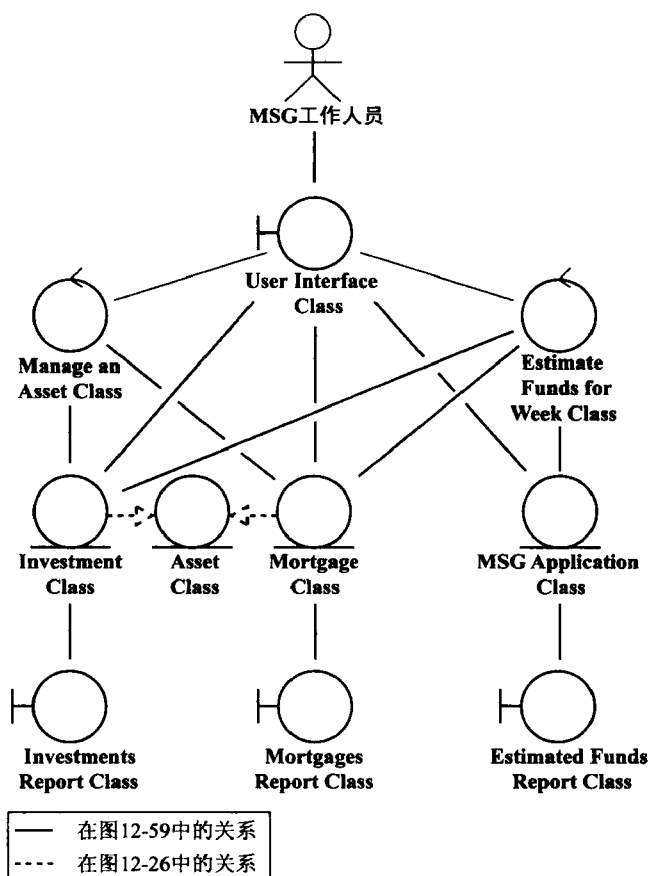 MSG工作人员
User Interface
Class
Manage an
Asset Class
Estimate
Funds for
Week Class
Investment
Class
Asset
Class
Mortgage
Class
MSG Application
Class
Investments
Report Class
Mortgages
Report Class
Estimated Funds
Report Class
在图12-59中的关系
在图12-26中的关系